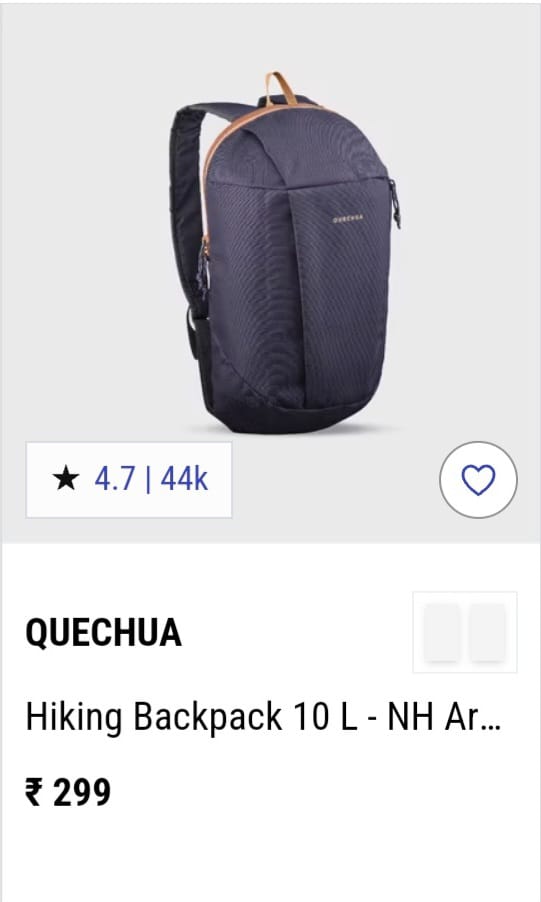 QUECHUA
★ 4.7 | 44k
QUECHUA
Hiking Backpack 10 L - NH Ar...
₹ 299